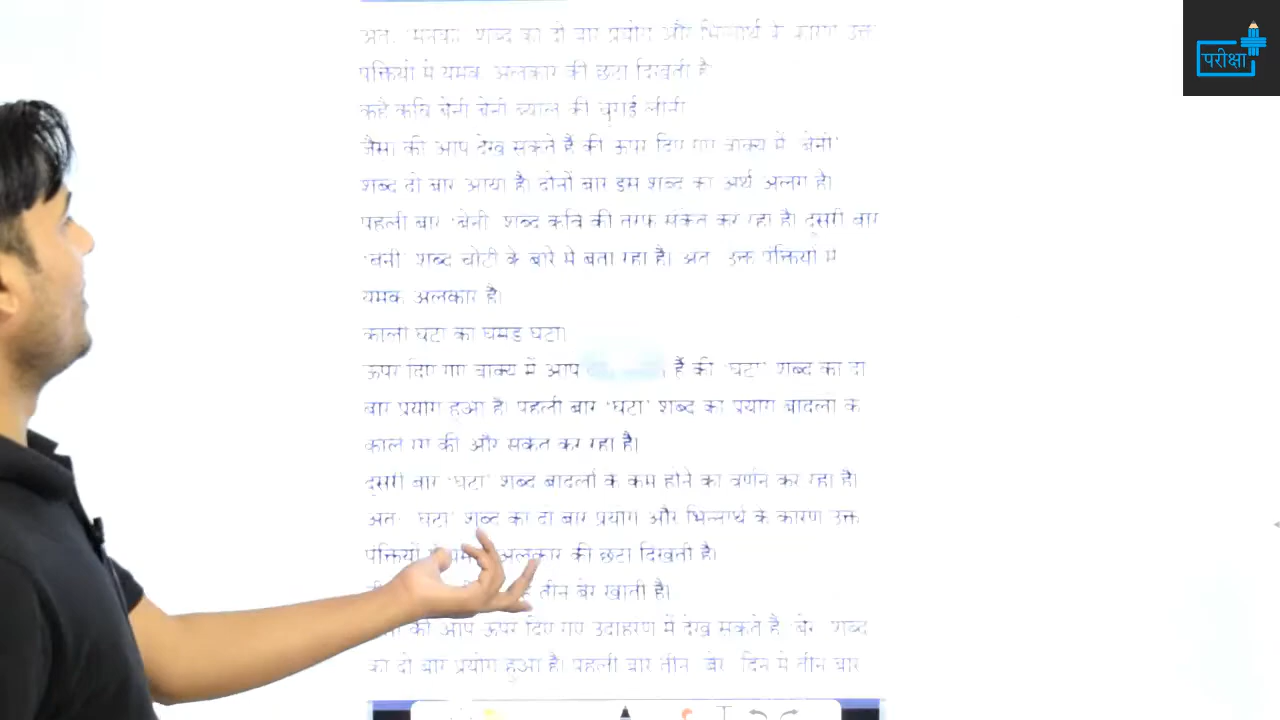 परीक्षा
अतः 'मनका' शब्द का दो बार प्रयोग और भिन्नार्थ के कारण उक्त
पंक्तियों में यमक अलंकार की छटा दिखती है
कहै कवि बेनी बेनी ब्याल की चुराई लीनी
जैसा की आप देख सकते हैं की ऊपर दिए गए वाक्य में 'बेनी'
शब्द दो बार आया है। दोनों बार इस शब्द का अर्थ अलग है।
पहली बार 'बेनी' शब्द कवि की तरफ संकेत कर रहा है। दूसरी बार
'बेनी' शब्द चोटी के बारे में बता रहा है। अतः उक्त पंक्तियों में
यमक अलंकार है।
काली घटा का घमंड घटा।
ऊपर दिए गए वाक्य में आप हैं की 'घटा' शब्द का दो
बार प्रयोग हुआ है। पहली बार 'घटा' शब्द का प्रयोग बादलों के
काले रंग की और संकेत कर रहा है।
दूसरी बार 'घटा' शब्द बादलों के कम होने का वर्णन कर रहा है।
अतः 'घटा' शब्द का दो बार प्रयोग और भिन्नार्थ के कारण उक्त
पंक्तियों में यमक अलंकार की छटा दिखती है।
तीन बेर खाती है।
की आप ऊपर दिए गए उदाहरण में देख सकते हैं 'बेर' शब्द
का दो बार प्रयोग हुआ है। पहली बार तीन 'बेर' दिन में तीन बार